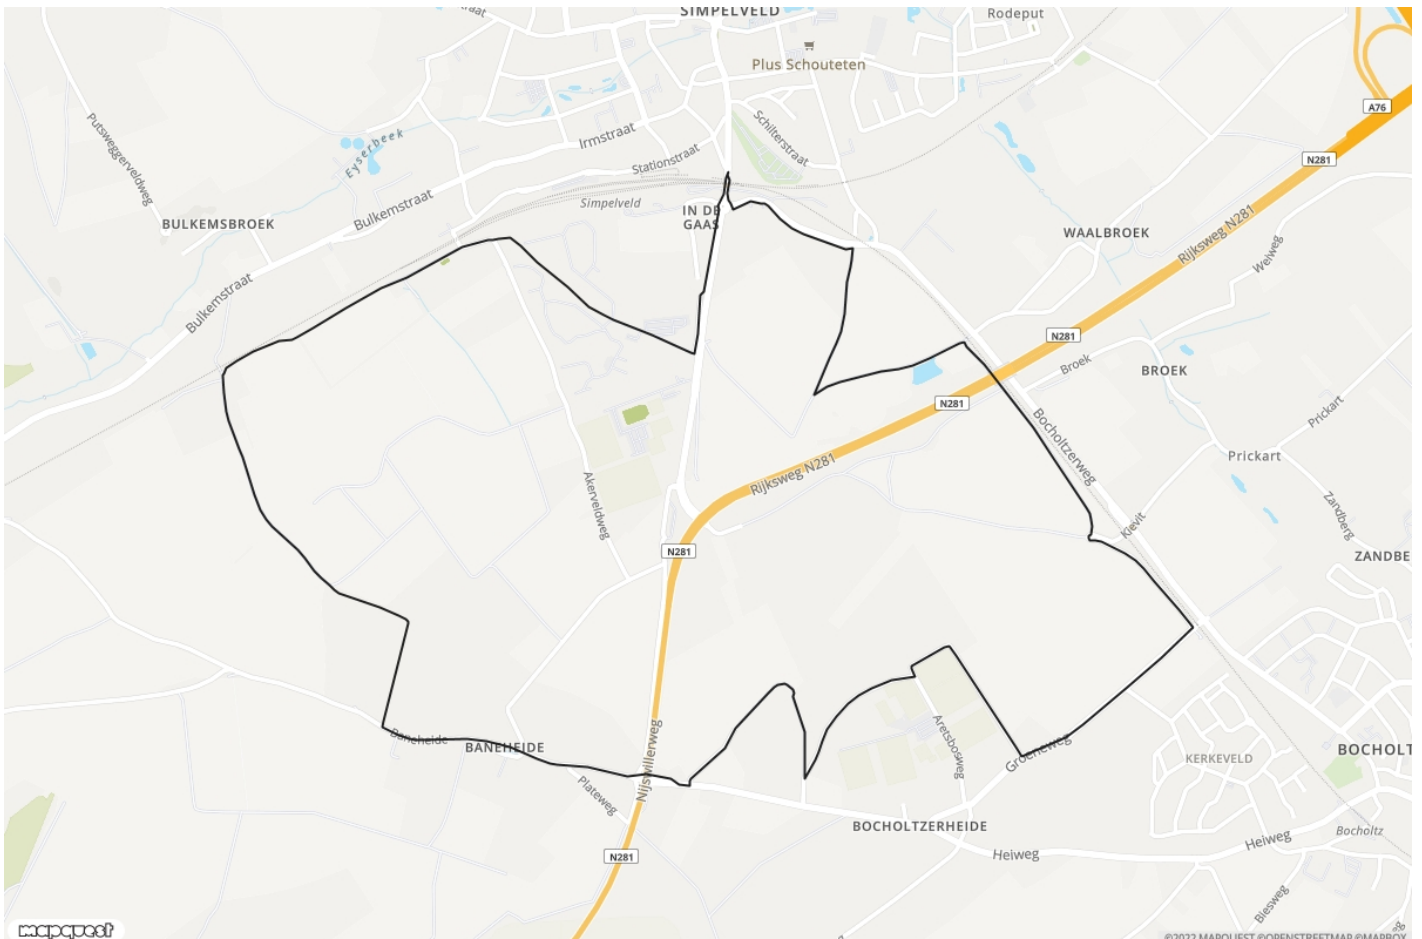 SIMPELVELD
Rodeput
Plus Schouteten
A76
Putsweggerveldweg
Eyserbeek
Irmstraat
Schilterstraat
N281
Stationstraat
Simpelveld
IN DE
GAAS
Bulkemstraat
BULKEMSBROEK
WAALBROEK
Rijksweg N281
Weiweg
Bulkemstraat
N281
Broek
BROEK
N281
Bocholtzerweg
Prickart
Prickart
Rijksweg N281
Akerveldweg
Kievit
Zandberg
N281
ZANDBE
Aretsbosweg
Baneheide
BANEHEIDE
Groeneweg
Nijswillerweg
KERKEVELD
BOCHOLT
Plateweg
BOCHOLTZERHEIDE
Bocholtz
Heiweg
Heiweg
N281
Biesweg
mapquest
©2022 MAPQUEST ©OPENSTREETMAP ©MAPBOX